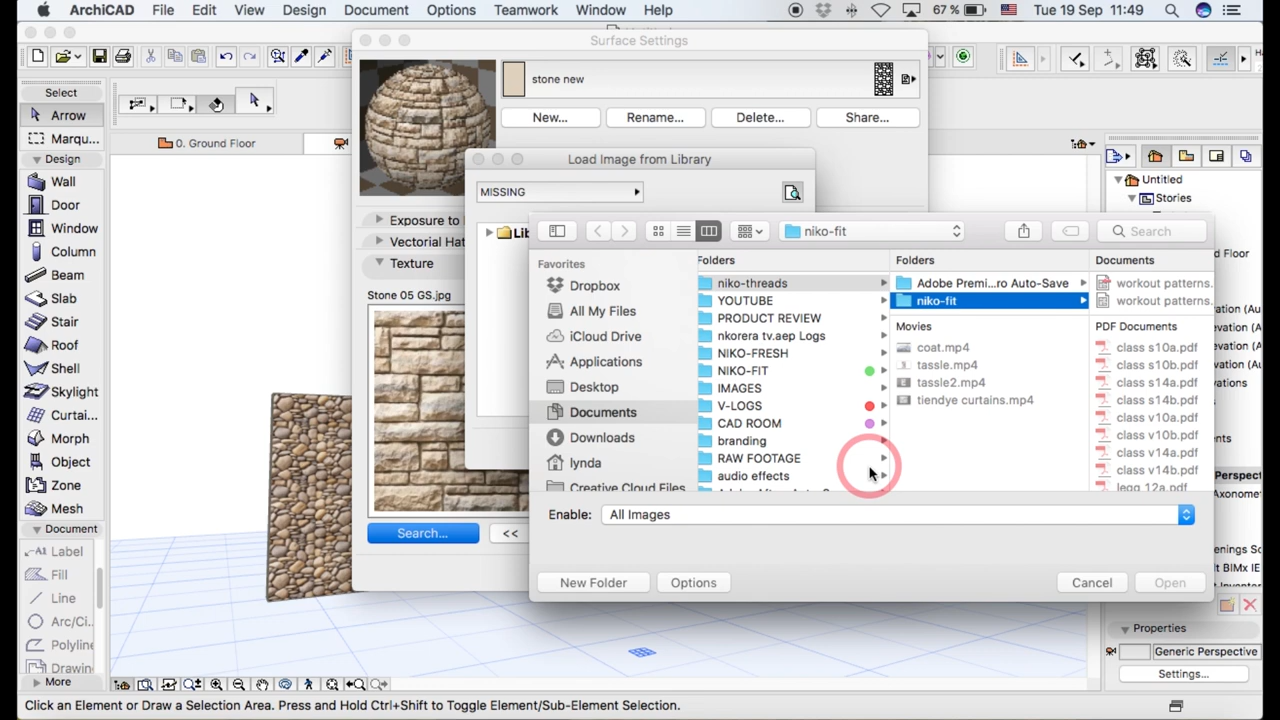 ArchiCAD File Edit View Design Document Options Teamwork Window Help 67 % Tue 19 Sep 11:49
Surface Settings
Select
Arrow
Marqu...
Design
Wall
Door
Window
Column
Beam
Slab
Stair
Roof
Shell
Skylight
Curtai...
Morph
Object
Zone
Mesh
Document
Label
Fill
Line
Arc/Ci...
Polyline
Drawin
More
0. Ground Floor
stone new
New... Rename... Delete... Share...
Exposure to
Vertical Hat
Texture
Stone 05 GS.jpg
Search... <<
Load Image from Library
MISSING
Lib
niko-fit
Search
Favorites
Dropbox
All My Files
iCloud Drive
Applications
Desktop
Documents
Downloads
lynda
Creative Cloud Files
Folders
niko-threads
YOUTUBE
PRODUCT REVIEW
nkorera tv.aep Logs
NIKO-FRESH
NIKO-FIT
IMAGES
V-LOGS
CAD ROOM
branding
RAW FOOTAGE
audio effects
Folders
Adobe Premi...ro Auto-Save
niko-fit
Movies
coat.mp4
tassle.mp4
tassle2.mp4
tiendye curtains.mp4
Documents
workout patterns.
workout patterns.
PDF Documents
class s10a.pdf
class s10b.pdf
class s14a.pdf
class s14b.pdf
class v10a.pdf
class v10b.pdf
class v14a.pdf
class v14b.pdf
legg 12a.pdf
Enable: All Images
New Folder Options Cancel Open
Untitled
Stories
d Floor
Perspec
Axonome
Properties
Generic Perspective
Settings...
Click an Element or Draw a Selection Area. Press and Hold Ctrl+Shift to Toggle Element/Sub-Element Selection.